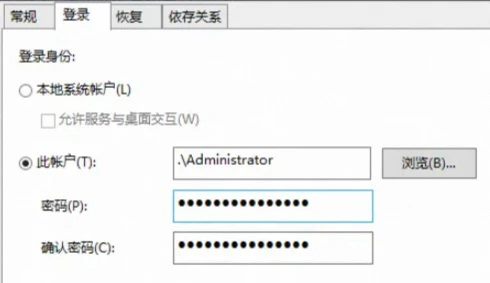 常规 登录 恢复 依存关系
登录身份:
本地系统帐户(L)
允许服务与桌面交互(W)
此帐户(T): .\Administrator 浏览(B)...
密码(P): ●●●●●●●●●●●●●●●
确认密码(C): ●●●●●●●●●●●●●●●